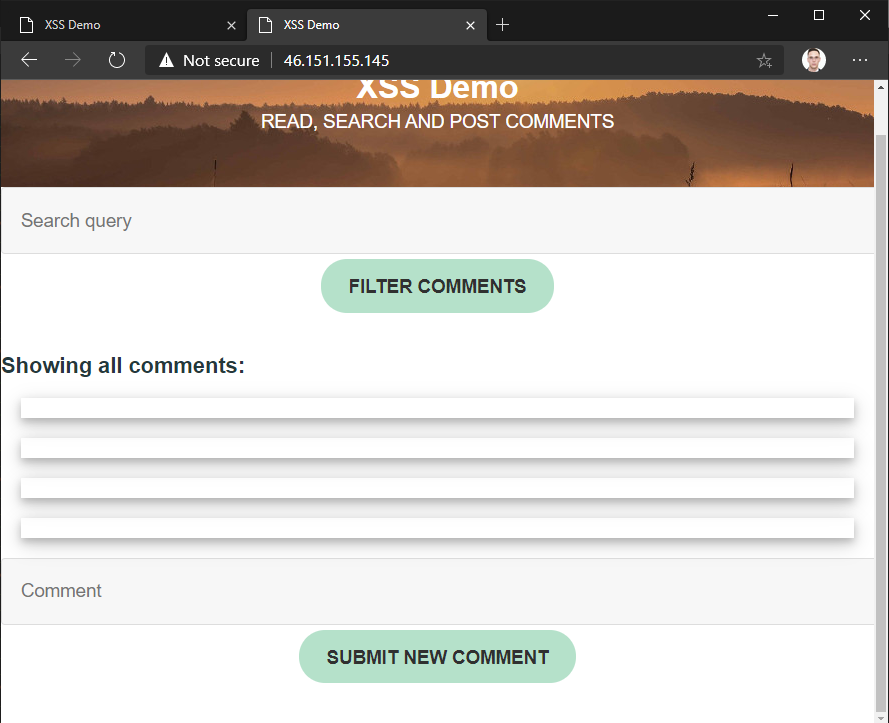 XSS Demo
XSS Demo
Not secure
46.151.155.145
XSS Demo
READ, SEARCH AND POST COMMENTS
Search query
FILTER COMMENTS
Showing all comments:
Comment
SUBMIT NEW COMMENT